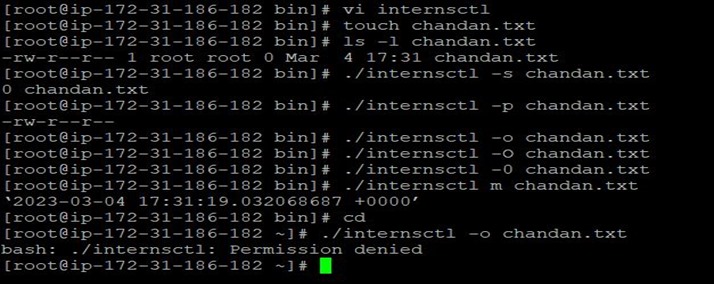 [root@ip-172-31-186-182 bin]# vi internsctl
[root@ip-172-31-186-182 bin]# touch chandan.txt
[root@ip-172-31-186-182 bin]# ls -l chandan.txt
-rw-r--r-- 1 root root 0 Mar  4 17:31 chandan.txt
[root@ip-172-31-186-182 bin]# ./internsctl -s chandan.txt
0 chandan.txt
[root@ip-172-31-186-182 bin]# ./internsctl -p chandan.txt
-rw-r--r--
[root@ip-172-31-186-182 bin]# ./internsctl -o chandan.txt
[root@ip-172-31-186-182 bin]# ./internsctl -O chandan.txt
[root@ip-172-31-186-182 bin]# ./internsctl -0 chandan.txt
[root@ip-172-31-186-182 bin]# ./internsctl m chandan.txt
‘2023-03-04 17:31:19.032068687 +0000’
[root@ip-172-31-186-182 bin]# cd
[root@ip-172-31-186-182 ~]# ./internsctl -o chandan.txt
bash: ./internsctl: Permission denied
[root@ip-172-31-186-182 ~]#